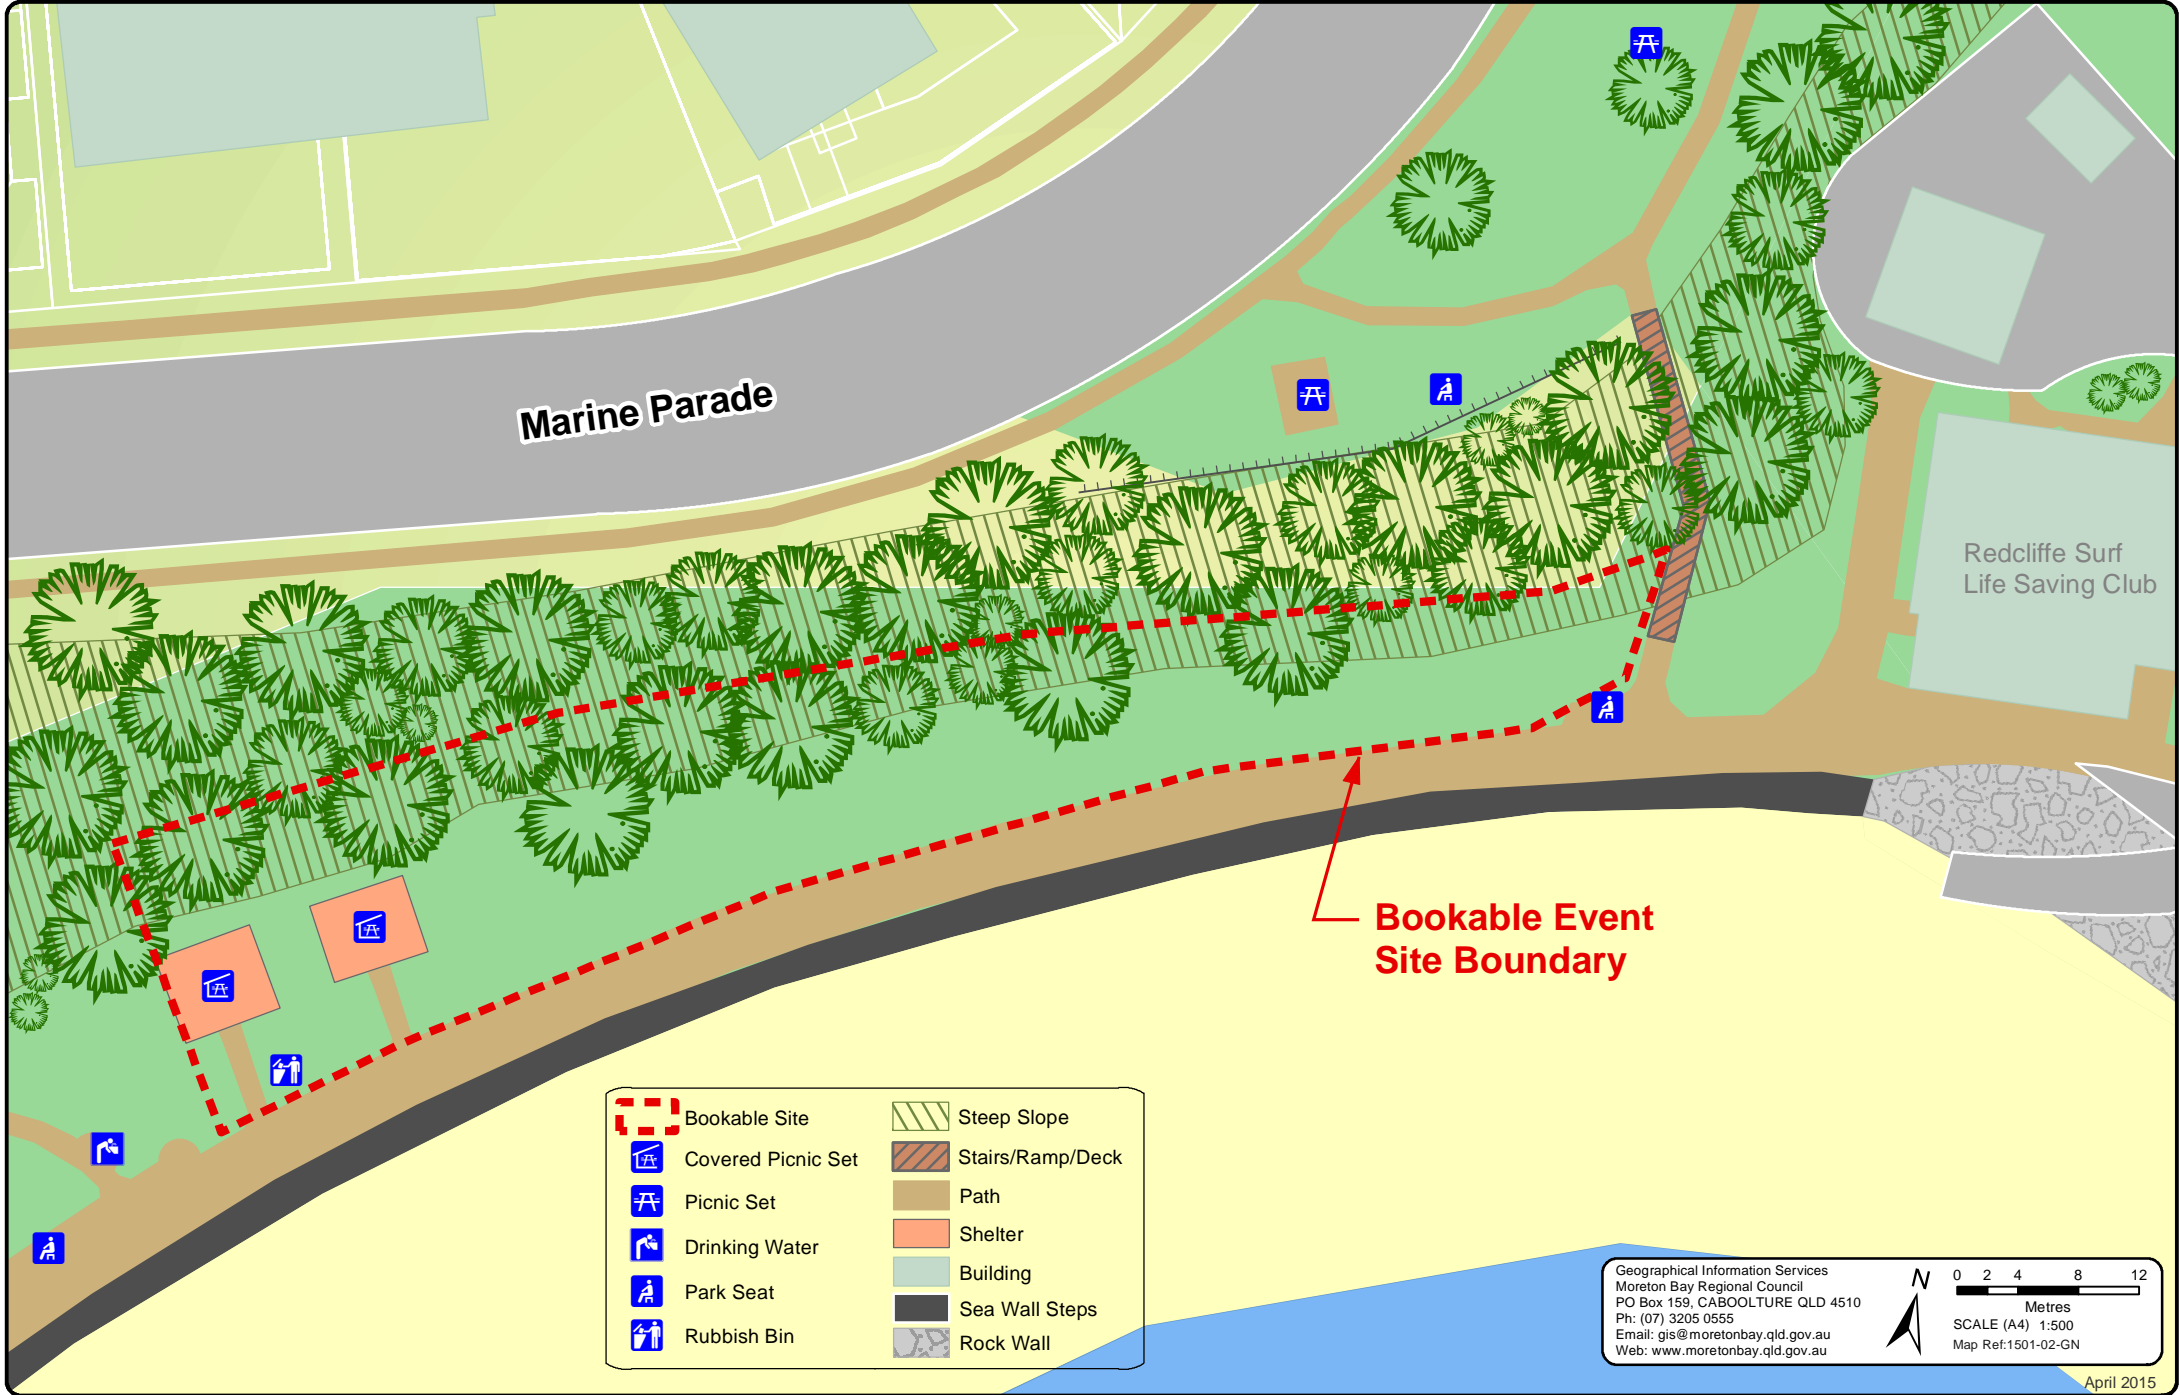 Marine Parade
Redcliffe Surf
Life Saving Club
Bookable Event
Site Boundary
Bookable Site
Covered Picnic Set
Picnic Set
Drinking Water
Park Seat
Rubbish Bin
Steep Slope
Stairs/Ramp/Deck
Path
Shelter
Building
Sea Wall Steps
Rock Wall
Geographical Information Services
Moreton Bay Regional Council
PO Box 159, CABOOLTURE QLD 4510
Ph: (07) 3205 0555
Email: gis@moretonbay.qld.gov.au
Web: www.moretonbay.qld.gov.au
N
0 2 4 8 12
Metres
SCALE (A4) 1:500
Map Ref:1501-02-GN
April 2015